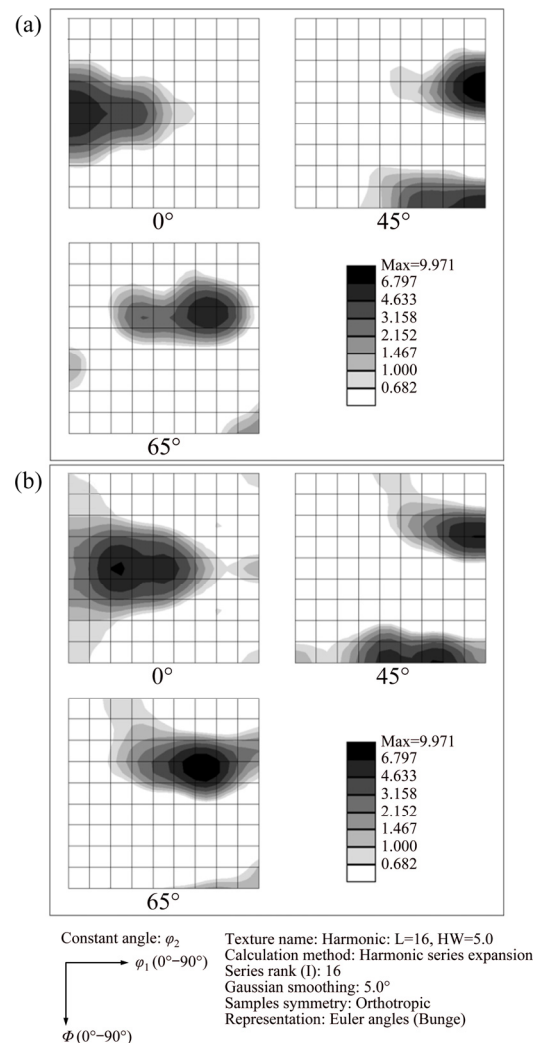 (a)
0°
45°
65°
Max=9.971
6.797
4.633
3.158
2.152
1.467
1.000
0.682
(b)
0°
45°
65°
Max=9.971
6.797
4.633
3.158
2.152
1.467
1.000
0.682
Constant angle: φ₂
φ₁(0°−90°)
Φ(0°−90°)
Texture name: Harmonic: L=16, HW=5.0
Calculation method: Harmonic series expansion
Series rank (I): 16
Gaussian smoothing: 5.0°
Samples symmetry: Orthotropic
Representation: Euler angles (Bunge)